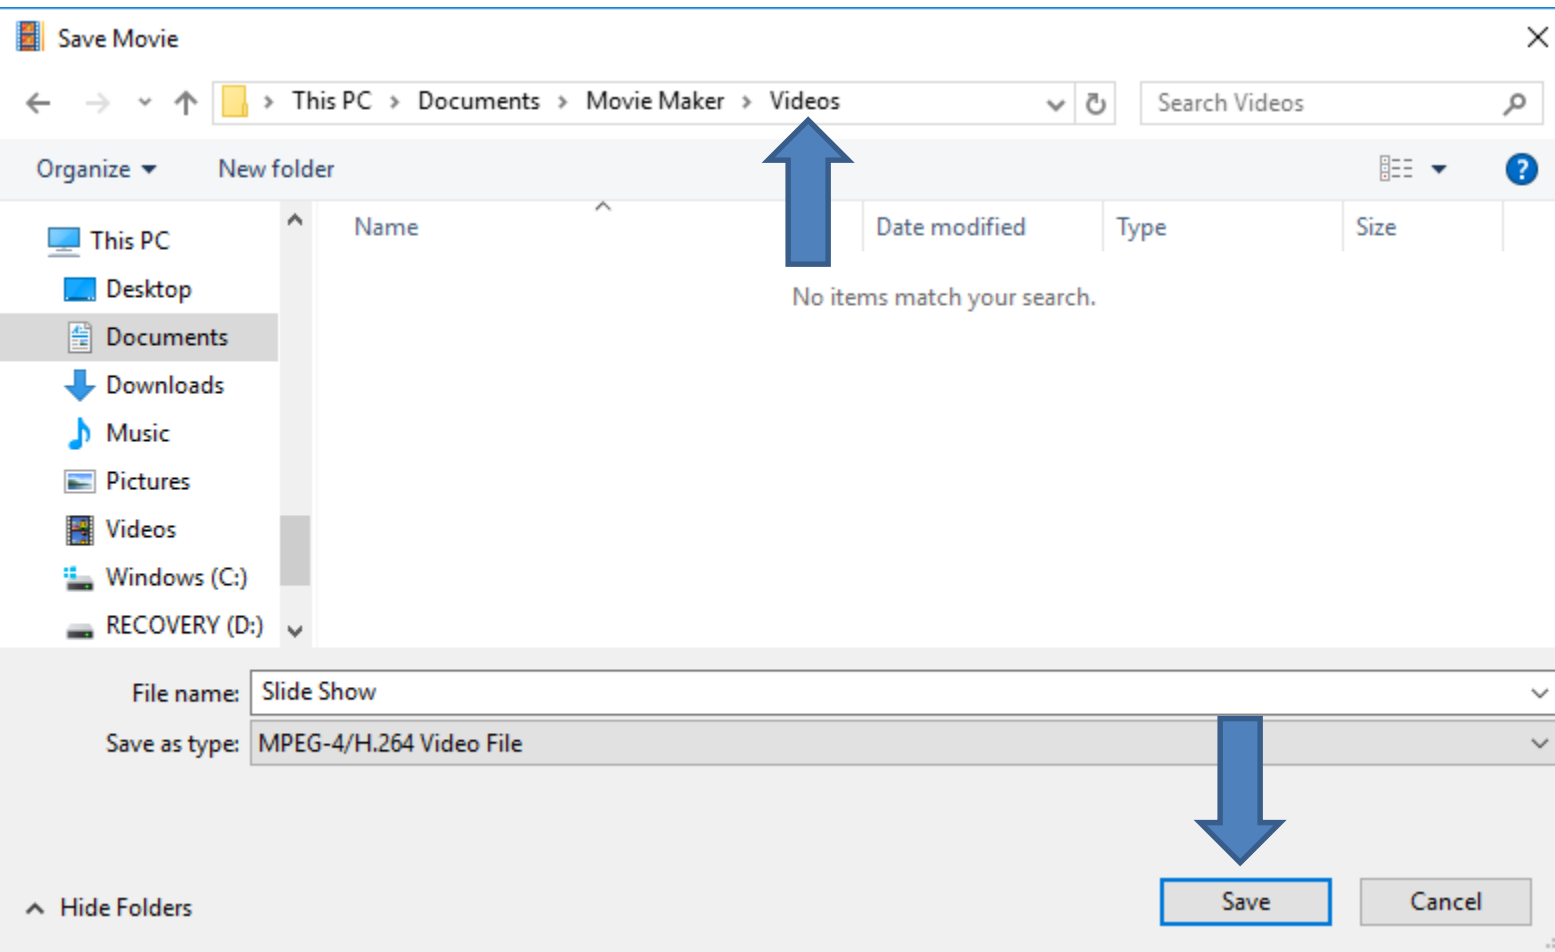 Save Movie
This PC > Documents > Movie Maker > Videos
Search Videos
Organize
New folder
?
Name
Date modified
Type
Size
No items match your search.
This PC
Desktop
Documents
Downloads
Music
Pictures
Videos
Windows (C:)
RECOVERY (D:)
File name: Slide Show
Save as type: MPEG-4/H.264 Video File
Hide Folders
Save
Cancel